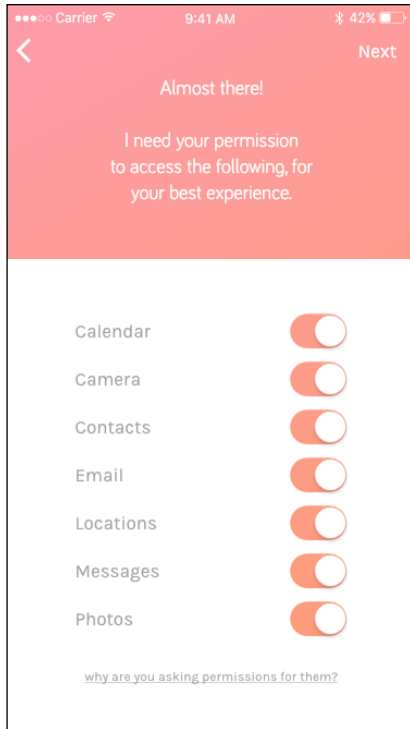 Carrier 9:41 AM 42%
Next
Almost there!
I need your permission
to access the following, for
your best experience.
Calendar
Camera
Contacts
Email
Locations
Messages
Photos
why are you asking permissions for them?